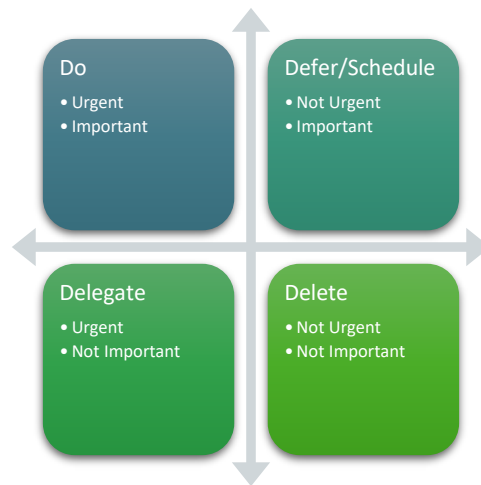 Do
• Urgent
• Important
Defer/Schedule
• Not Urgent
• Important
Delegate
• Urgent
• Not Important
Delete
• Not Urgent
• Not Important